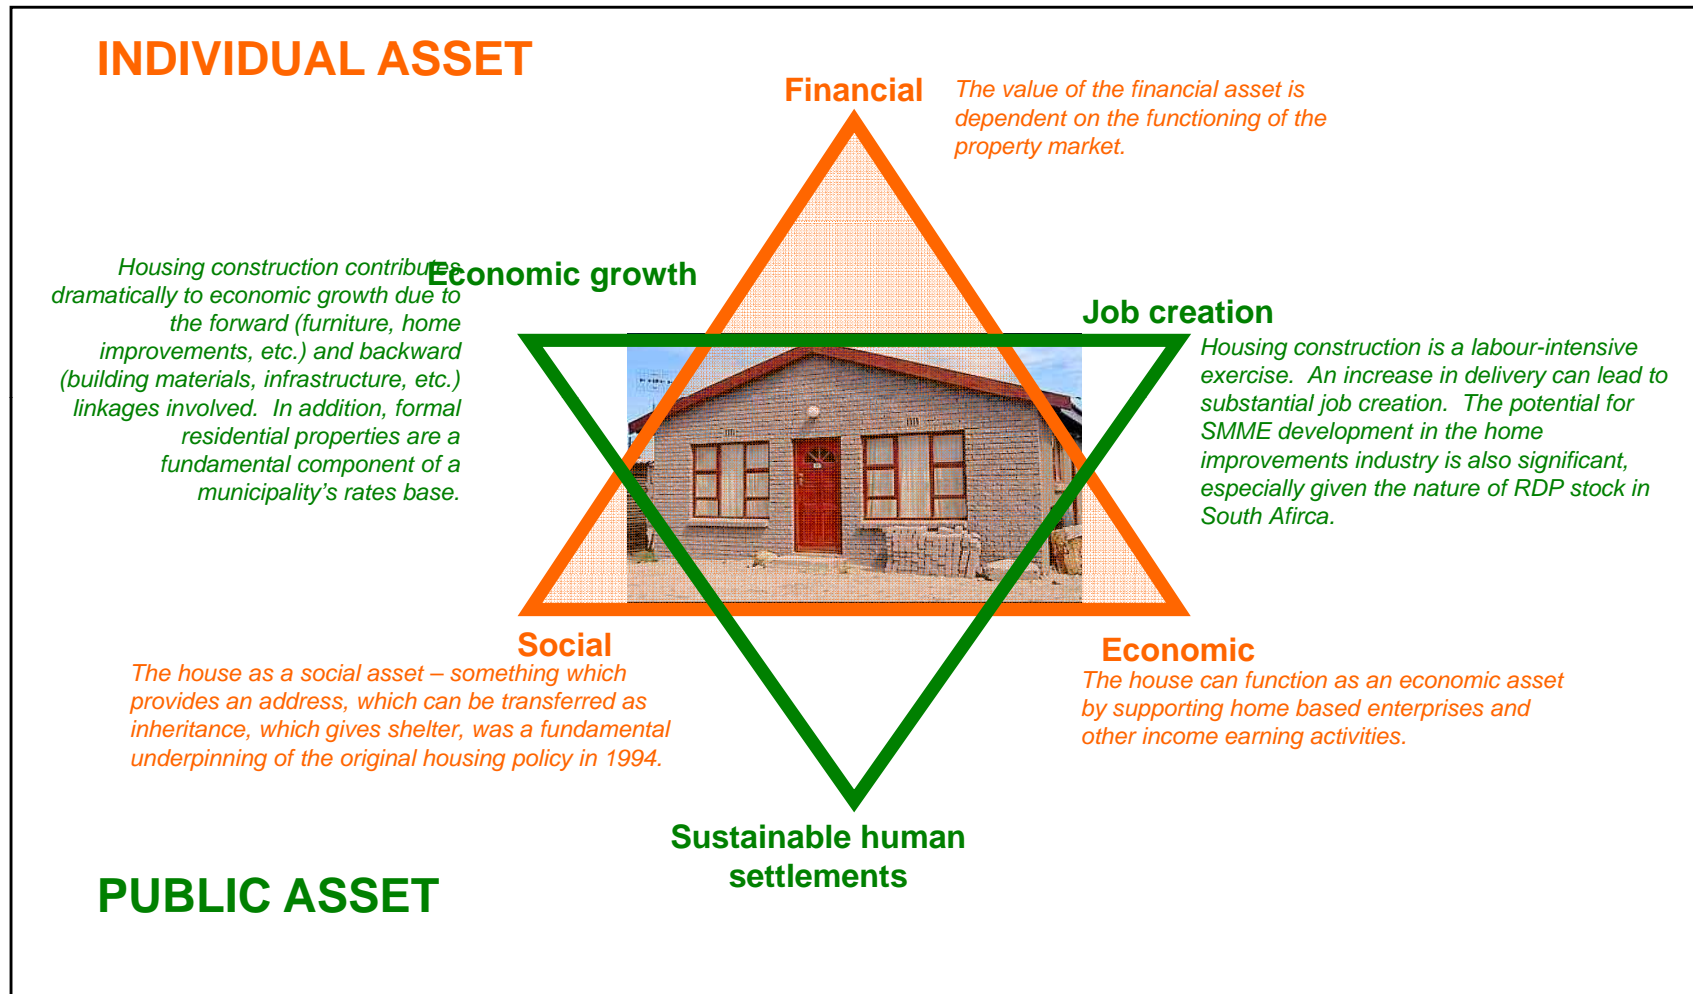 INDIVIDUAL ASSET
Financial
The value of the financial asset is
dependent on the functioning of the
property market.
Economic growth
Housing construction contributes
dramatically to economic growth due to
the forward (furniture, home
improvements, etc.) and backward
(building materials, infrastructure, etc.)
linkages involved.  In addition, formal
residential properties are a
fundamental component of a
municipality’s rates base.
Job creation
Housing construction is a labour-intensive
exercise.  An increase in delivery can lead to
substantial job creation.  The potential for
SMME development in the home
improvements industry is also significant,
especially given the nature of RDP stock in
South Afirca.
Social
The house as a social asset – something which
provides an address, which can be transferred as
inheritance, which gives shelter, was a fundamental
underpinning of the original housing policy in 1994.
Economic
The house can function as an economic asset
by supporting home based enterprises and
other income earning activities.
Sustainable human
settlements
PUBLIC ASSET